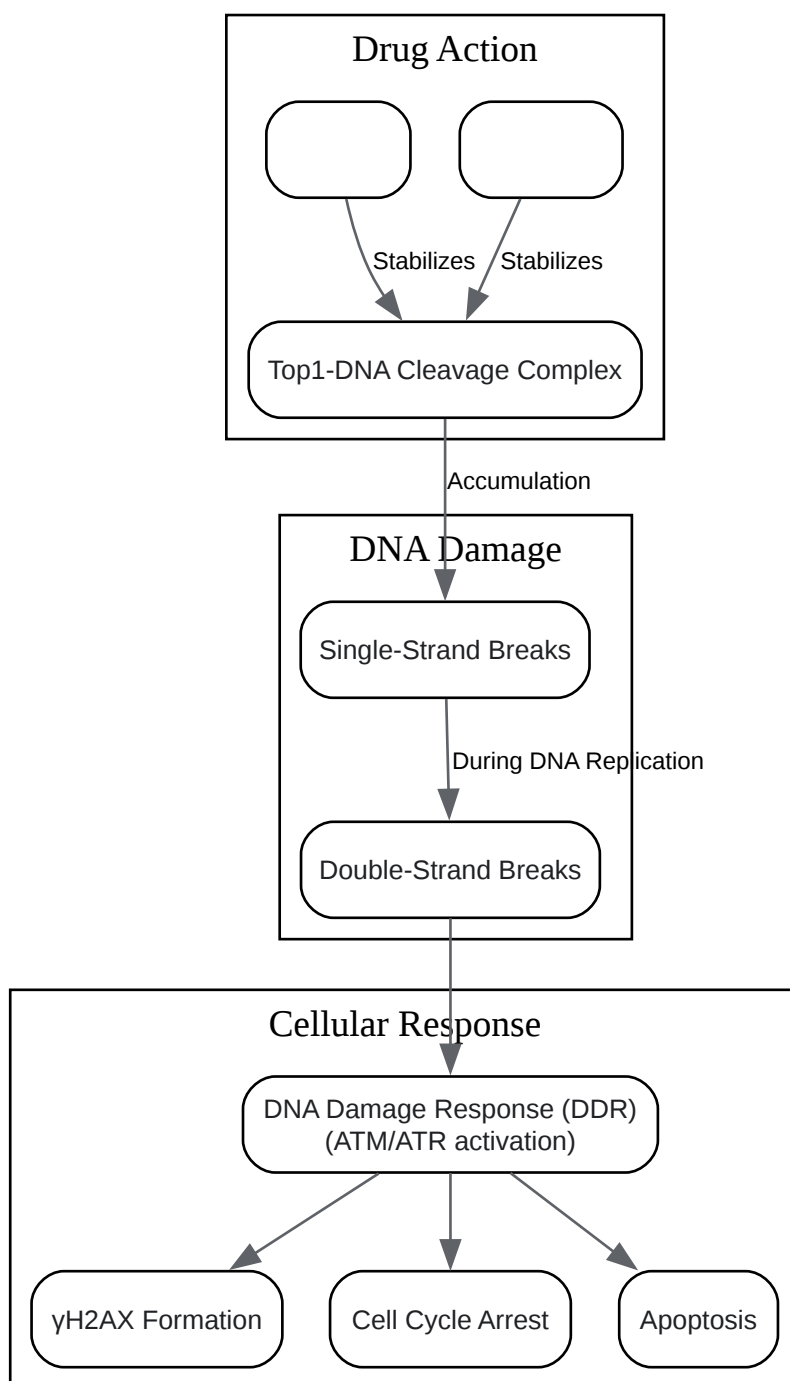 Drug Action
Stabilizes
Stabilizes
Top1-DNA Cleavage Complex
Accumulation
DNA Damage
Single-Strand Breaks
During DNA Replication
Double-Strand Breaks
Cellular Response
DNA Damage Response (DDR)
(ATM/ATR activation)
γH2AX Formation
Cell Cycle Arrest
Apoptosis